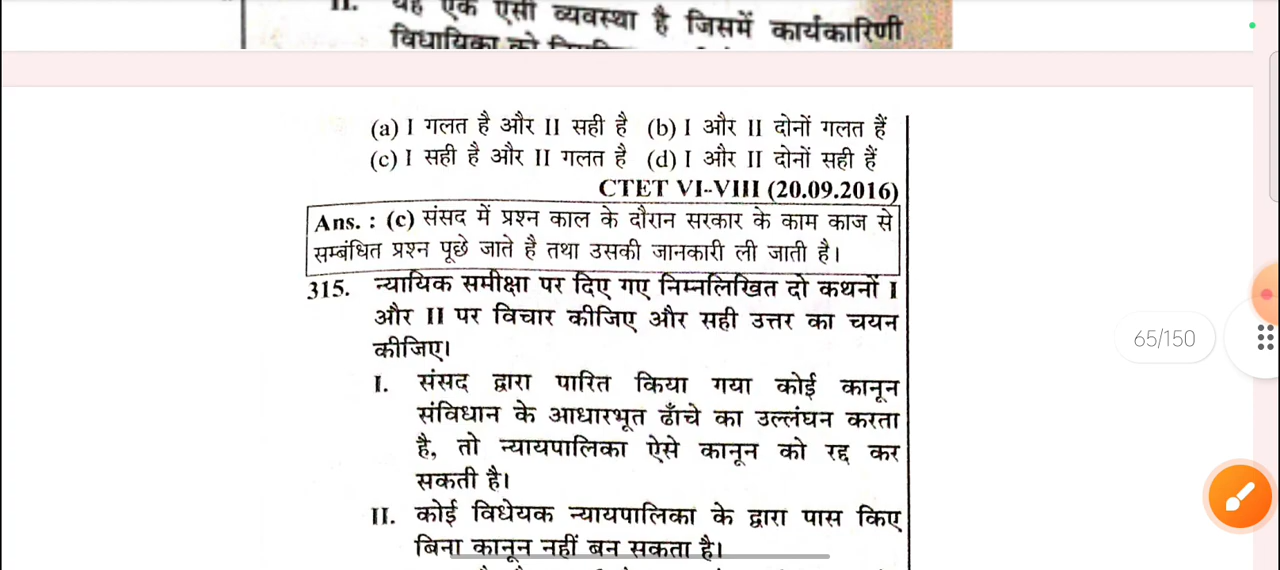 II. यह एक ऐसी व्यवस्था है जिसमें कार्यकारिणी
विधायिका को
(a) I गलत है और II सही है (b) I और II दोनों गलत हैं
(c) I सही है और II गलत है (d) I और II दोनों सही हैं
CTET VI-VIII (20.09.2016)
Ans. : (c) संसद में प्रश्न काल के दौरान सरकार के काम काज से
सम्बंधित प्रश्न पूछे जाते है तथा उसकी जानकारी ली जाती है।
315. न्यायिक समीक्षा पर दिए गए निम्नलिखित दो कथनों I
और II पर विचार कीजिए और सही उत्तर का चयन
कीजिए।
65/150
I. संसद द्वारा पारित किया गया कोई कानून
संविधान के आधारभूत ढाँचे का उल्लंघन करता
है, तो न्यायपालिका ऐसे कानून को रद्द कर
सकती है।
II. कोई विधेयक न्यायपालिका के द्वारा पास किए
बिना कानून नहीं बन सकता है।